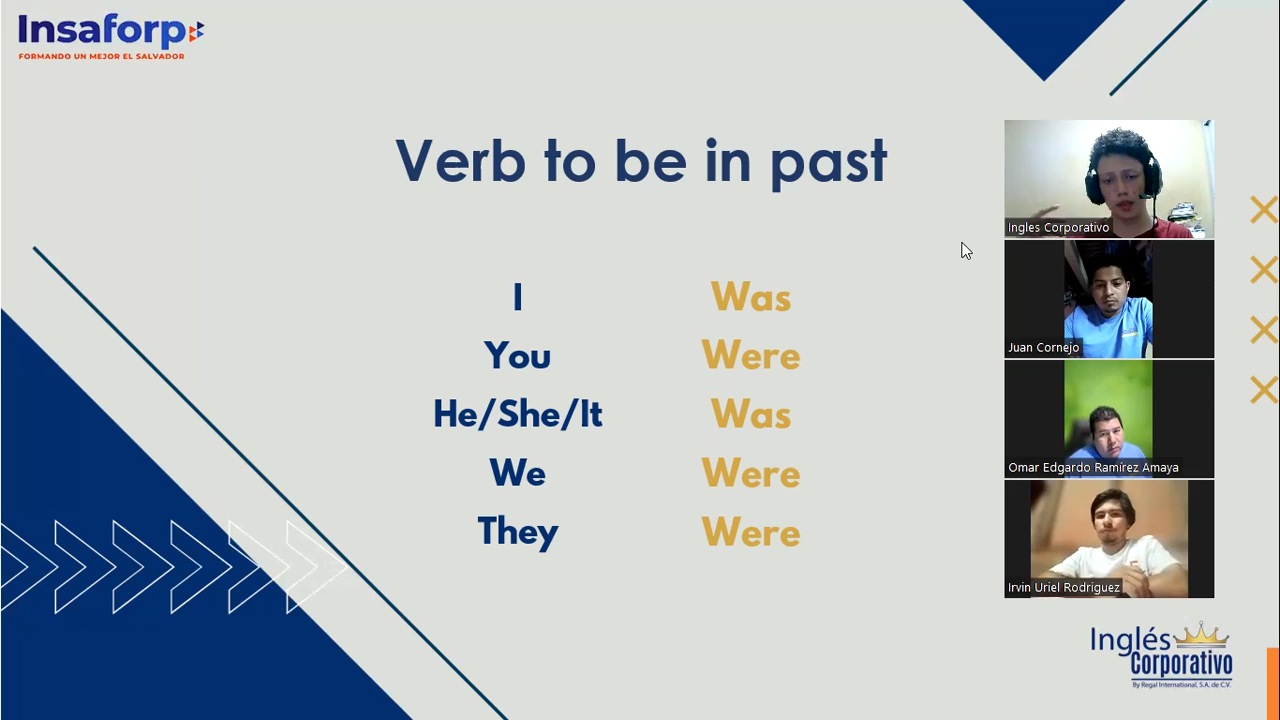 Insaforp
FORMANDO UN MEJOR EL SALVADOR
Verb to be in past
I Was
You Were
He/She/It Was
We Were
They Were
Ingles Corporativo
Juan Cornejo
Omar Edgardo Ramírez Amaya
Irvin Uriel Rodriguez
Inglés
Corporativo
By Regal International, S.A. de C.V.